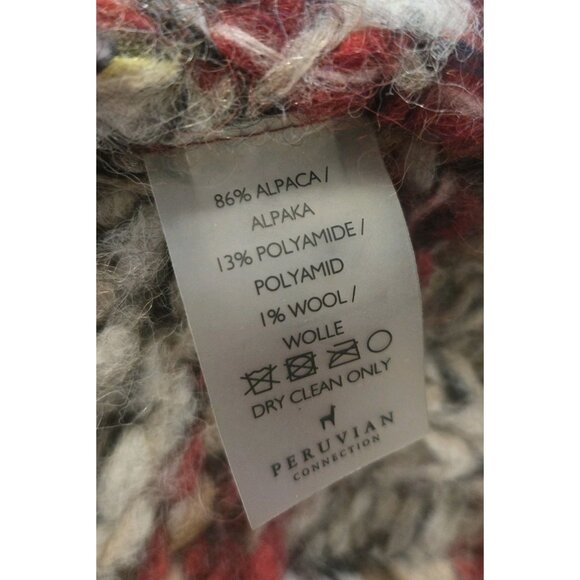 86% ALPACA /
ALPAKA
13% POLYAMIDE /
POLYAMID
1% WOOL /
WOLLE
DRY CLEAN ONLY
PERUVIAN
CONNECTION